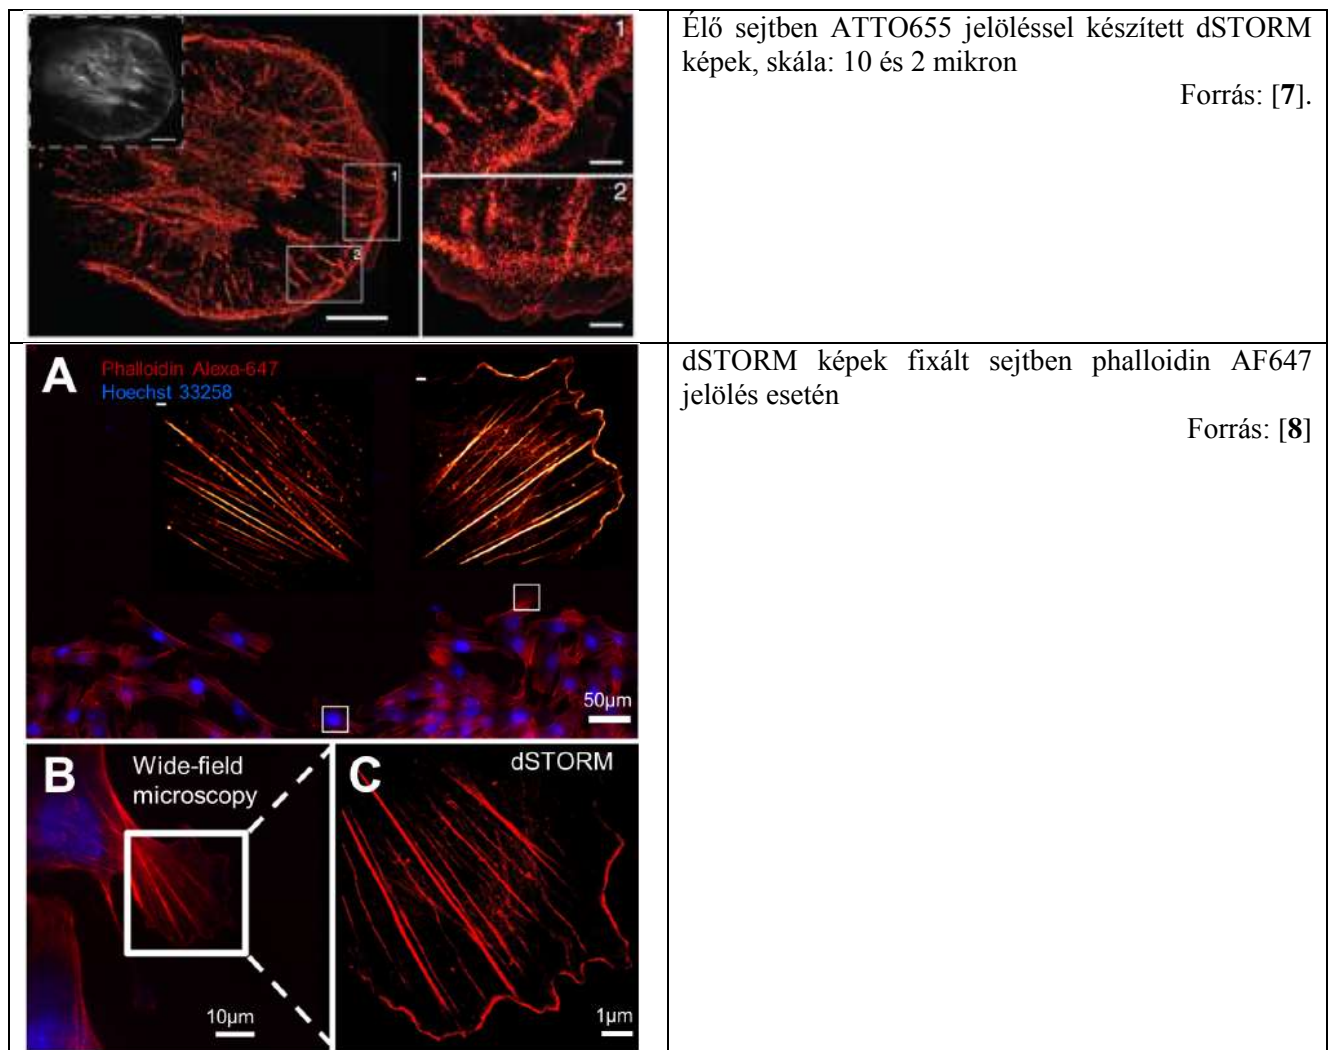 1
2
1
2
Élő sejtben ATTO655 jelöléssel készített dSTORM
képek, skála: 10 és 2 mikron
Forrás: [7].
A
Phalloidin Alexa-647
Hoechst 33258
50µm
B
Wide-field
microscopy
10µm
C
dSTORM
1µm
dSTORM képek fixált sejtben phalloidin AF647
jelölés esetén
Forrás: [8]